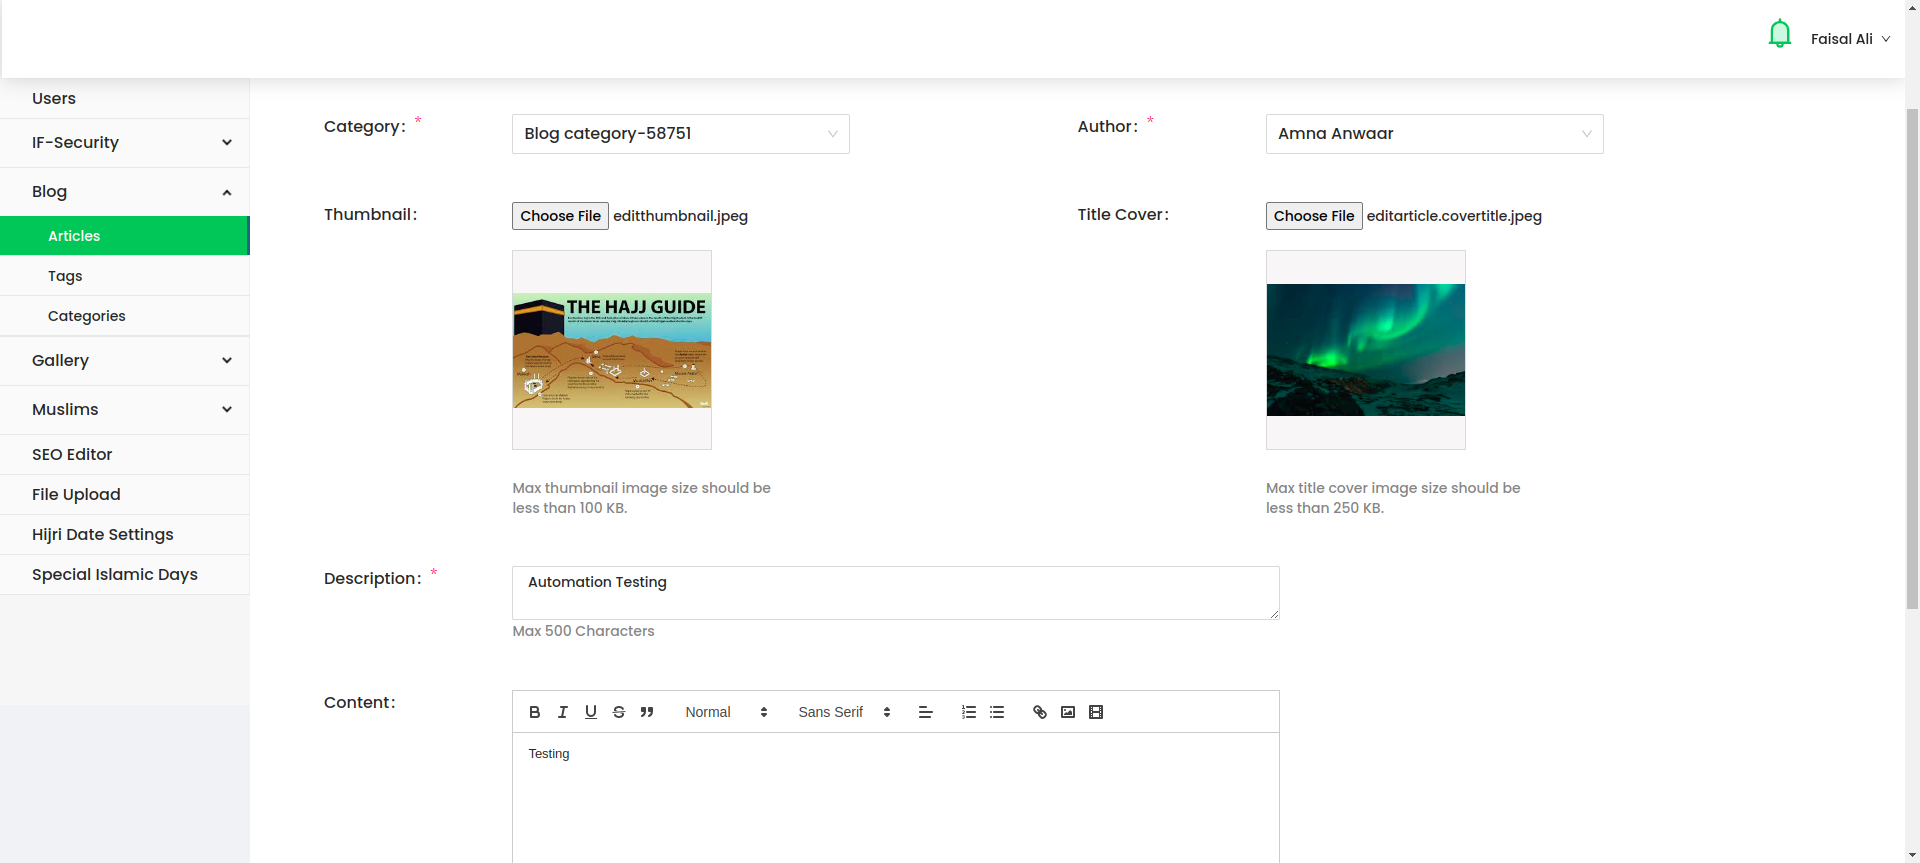 Faisal Ali
Users
IF-Security
Blog
Articles
Tags
Categories
Gallery
Muslims
SEO Editor
File Upload
Hijri Date Settings
Special Islamic Days
Category: *
Blog category-58751
Author: *
Amna Anwaar
Thumbnail:
Choose File editthumbnail.jpeg
THE HAJJ GUIDE
Max thumbnail image size should be
less than 100 KB.
Title Cover:
Choose File editarticle.covertitle.jpeg
Max title cover image size should be
less than 250 KB.
Description: *
Automation Testing
Max 500 Characters
Content:
B I U S Normal Sans Serif
Testing